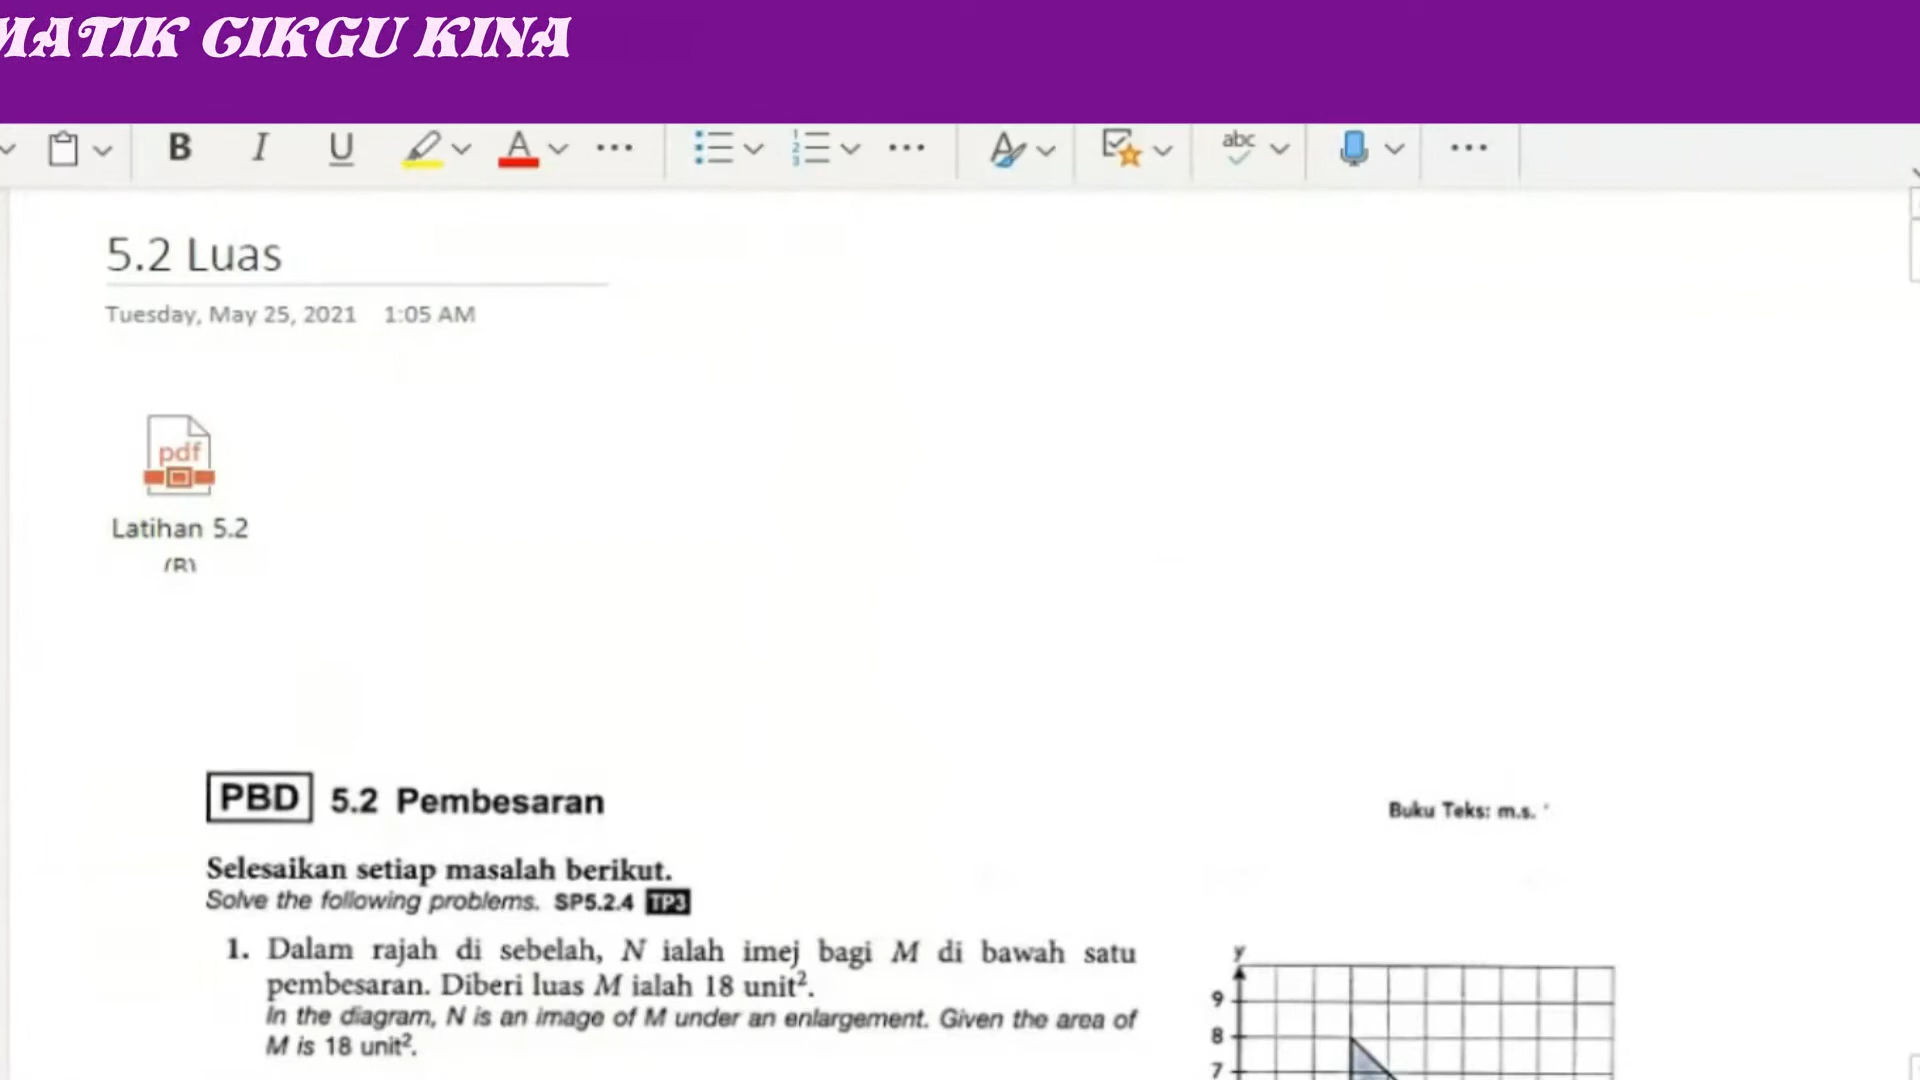 MATIK CIKGU KINA
B I U A abc
5.2 Luas
Tuesday, May 25, 2021 1:05 AM
pdf
Latihan 5.2
(B)
PBD 5.2 Pembesaran
Buku Teks: m.s.
Selesaikan setiap masalah berikut.
Solve the following problems. SP5.2.4 TP3
1. Dalam rajah di sebelah, N ialah imej bagi M di bawah satu
pembesaran. Diberi luas M ialah 18 unit².
In the diagram, N is an image of M under an enlargement. Given the area of
M is 18 unit².
y
9
8
7